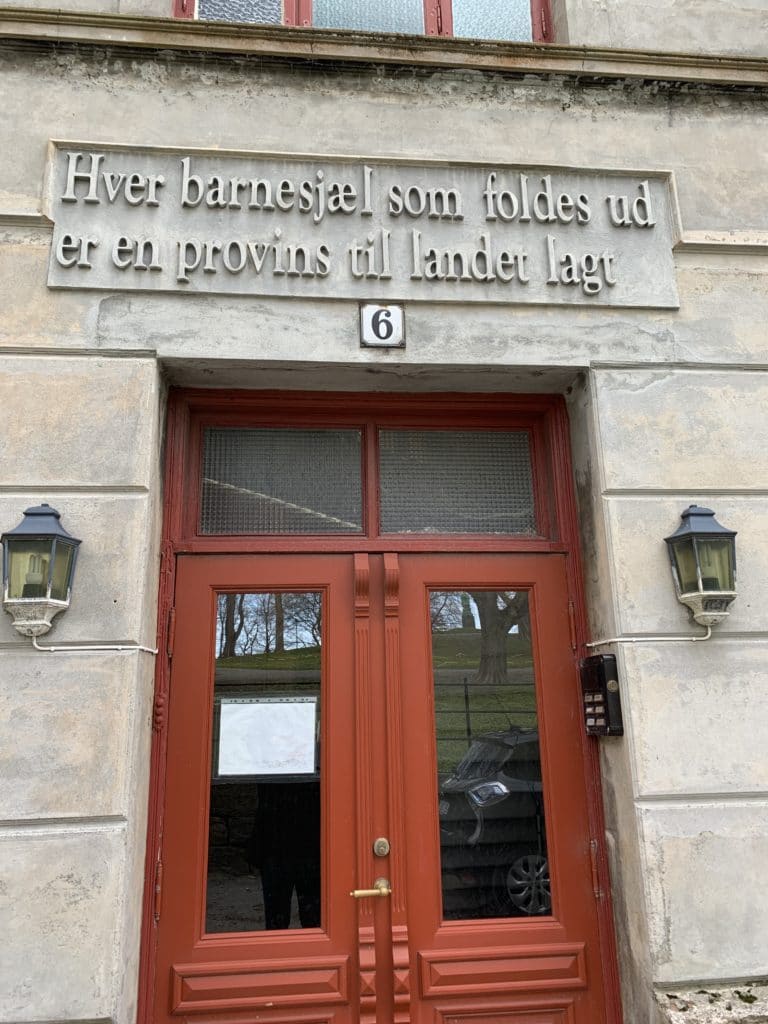 Hver barnesjæl som foldes ud
er en provins til landet lagt
6